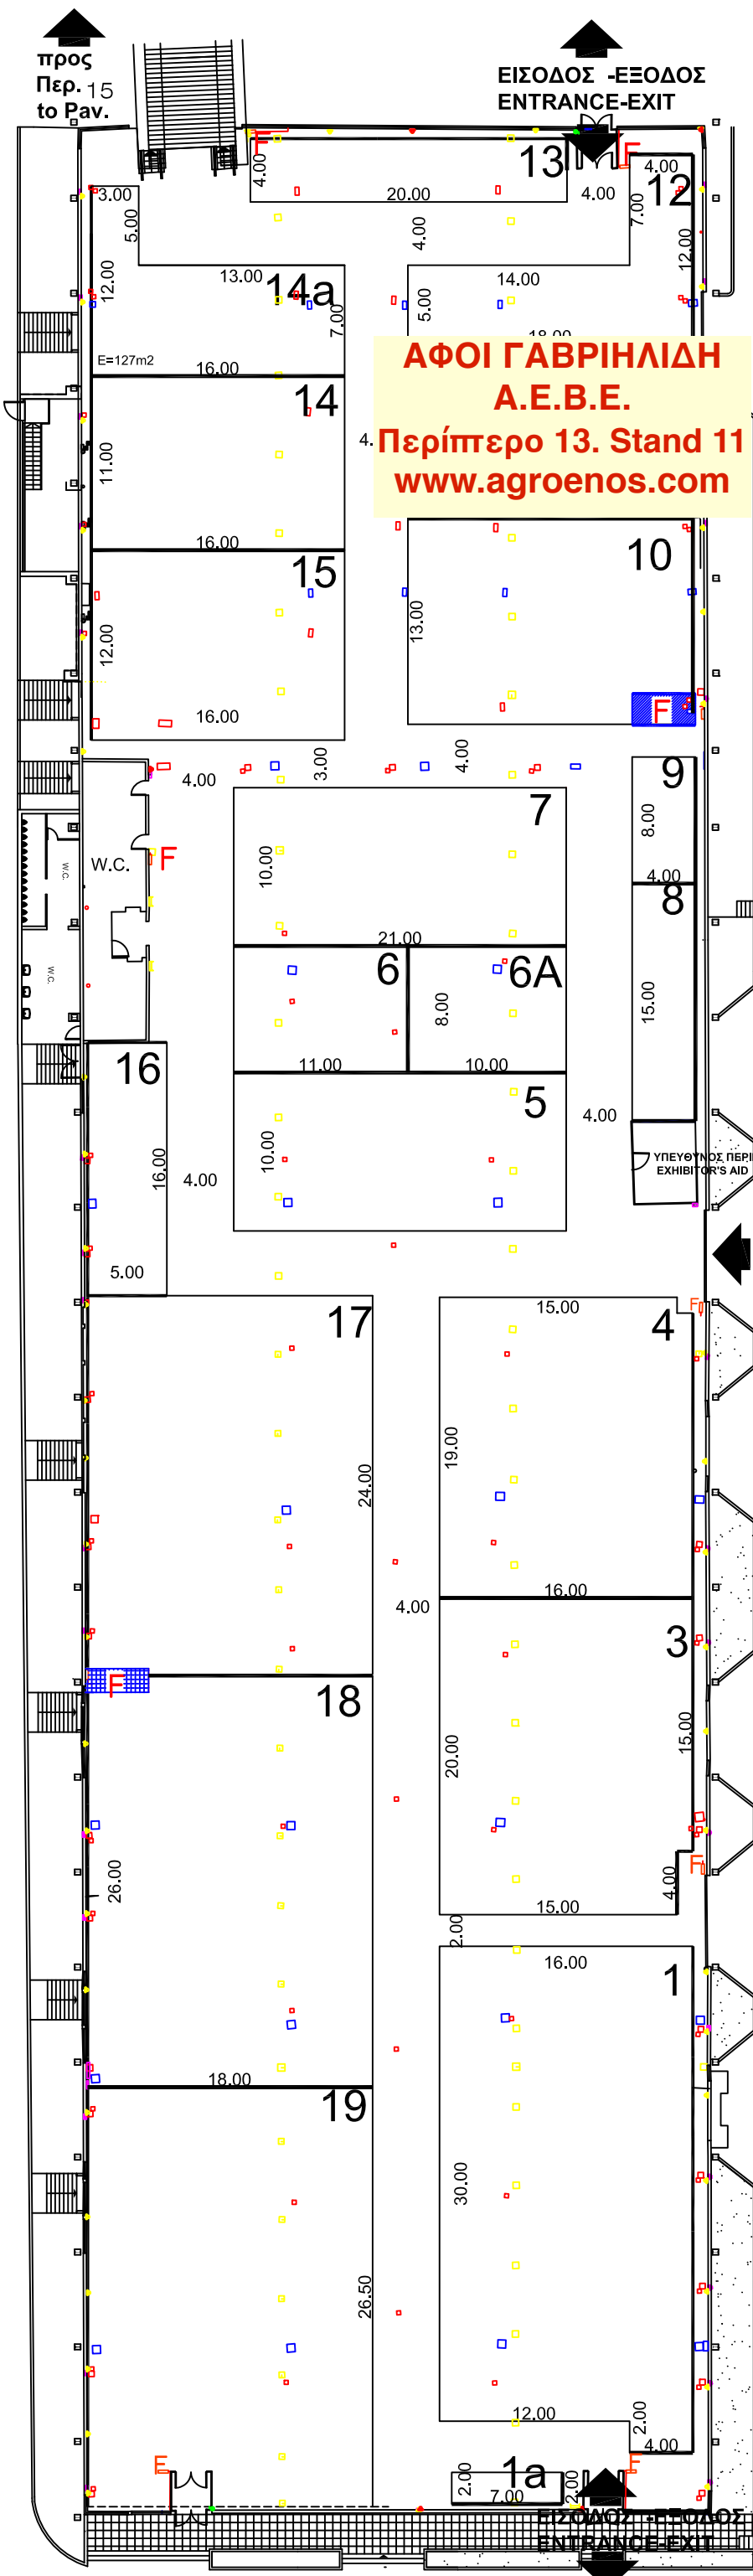 προς
Περ. 15
to Pav.
ΕΙΣΟΔΟΣ -ΕΞΟΔΟΣ
ENTRANCE-EXIT
F
13
F
4.00
12
4.00
20.00
4.00
7.00
3.00
5.00
4.00
12.00
12.00
13.00
14a
14.00
7.00
5.00
18.00
E=127m2
16.00
ΑΦΟΙ ΓΑΒΡΙΗΛΙΔΗ
Α.Ε.Β.Ε.
Περίπτερο 13. Stand 11
www.agroenos.com
14
4.
11.00
16.00
15
10
12.00
13.00
16.00
F
4.00
3.00
4.00
9
7
8.00
W.C.
F
W.C.
10.00
4.00
8
21.00
6
6A
W.C.
8.00
15.00
16
11.00
10.00
5
4.00
16.00
4.00
10.00
ΥΠΕΥΘΥΝΟΣ ΠΕΡΙ
EXHIBITOR'S AID
5.00
15.00
F
17
4
19.00
24.00
16.00
4.00
3
F
18
20.00
15.00
F
26.00
4.00
15.00
2.00
16.00
1
18.00
19
30.00
26.50
12.00
2.00
4.00
F
F
1a
2.00
7.00
2.00
ΕΙΣΟΔΟΣ -ΕΞΟΔΟΣ
ENTRANCE-EXIT